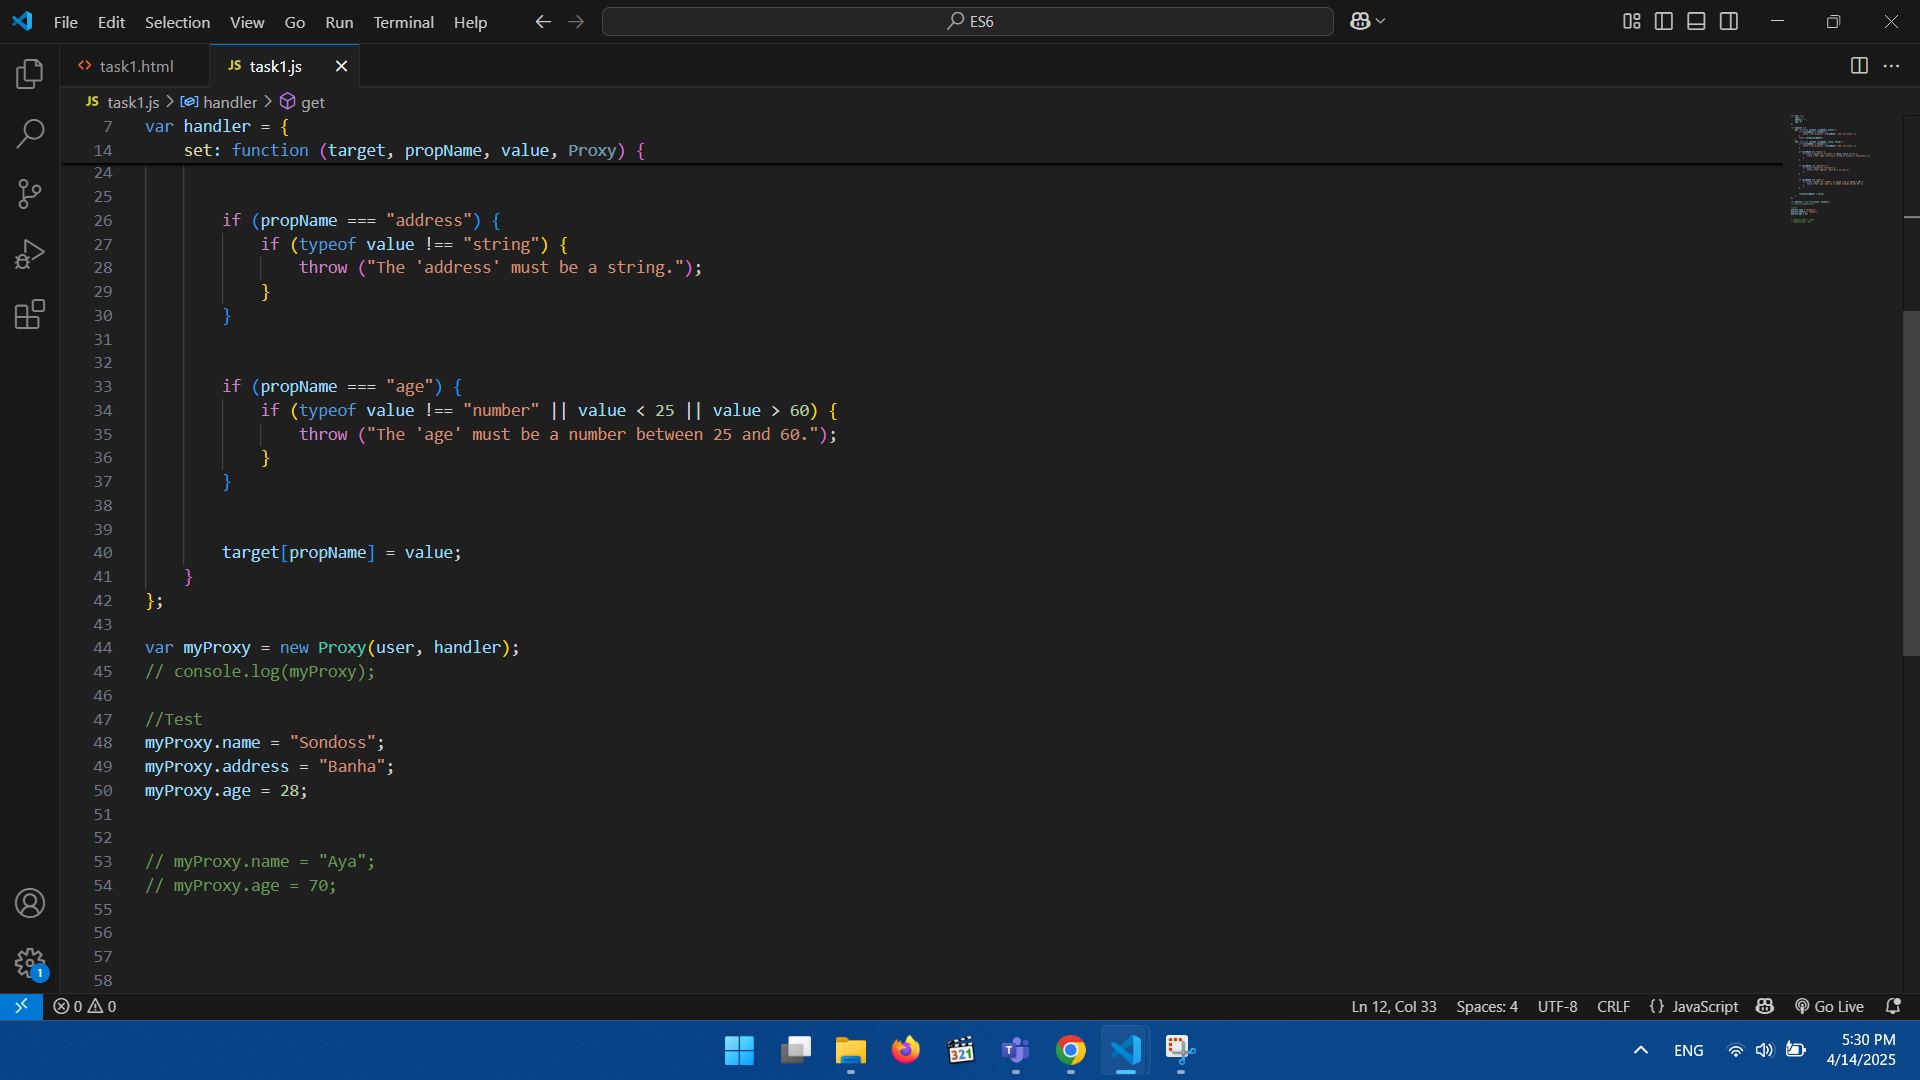 File Edit Selection View Go Run Terminal Help
ES6
<> task1.html
JS task1.js
JS task1.js > handler > get
7 var handler = {
14 set: function (target, propName, value, Proxy) {
24
25
26 if (propName === "address") {
27 if (typeof value !== "string") {
28 throw ("The 'address' must be a string.");
29 }
30 }
31
32
33 if (propName === "age") {
34 if (typeof value !== "number" || value < 25 || value > 60) {
35 throw ("The 'age' must be a number between 25 and 60.");
36 }
37 }
38
39
40 target[propName] = value;
41 }
42 };
43
44 var myProxy = new Proxy(user, handler);
45 // console.log(myProxy);
46
47 //Test
48 myProxy.name = "Sondoss";
49 myProxy.address = "Banha";
50 myProxy.age = 28;
51
52
53 // myProxy.name = "Aya";
54 // myProxy.age = 70;
55
56
57
58
1
0 0
Ln 12, Col 33 Spaces: 4 UTF-8 CRLF {} JavaScript Go Live
321
ENG
5:30 PM
4/14/2025